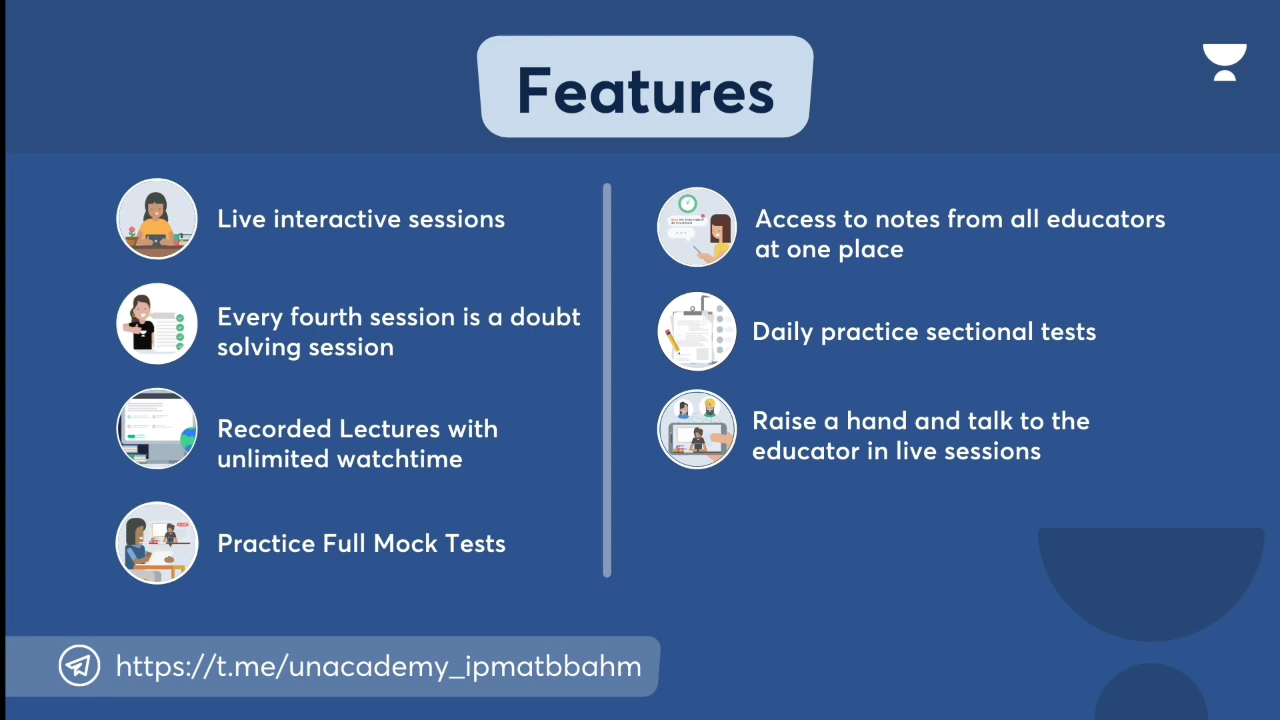 Features
Live interactive sessions
Every fourth session is a doubt
solving session
Recorded Lectures with
unlimited watchtime
Practice Full Mock Tests
Access to notes from all educators
at one place
Daily practice sectional tests
Raise a hand and talk to the
educator in live sessions
https://t.me/unacademy_ipmatbbahm